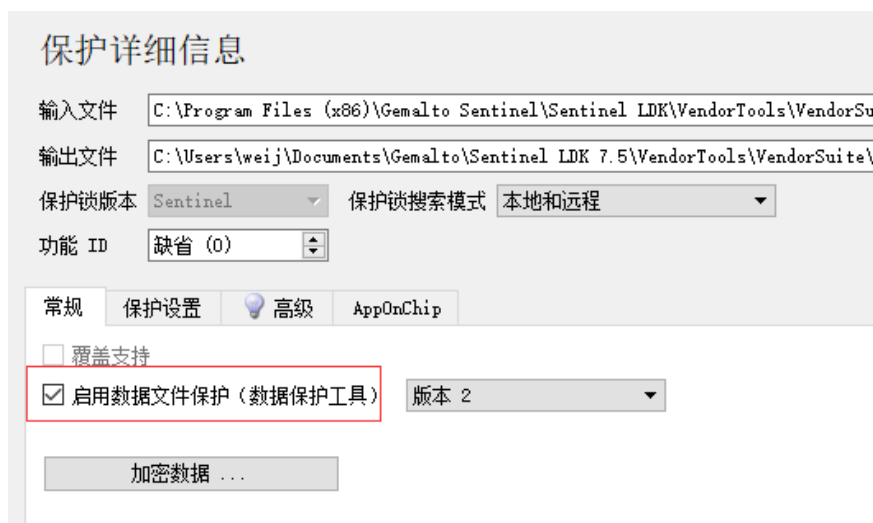 保护详细信息
输入文件 C:\Program Files (x86)\Gemalto Sentinel\Sentinel LDK\VendorTools\VendorSu
输出文件 C:\Users\weij\Documents\Gemalto\Sentinel LDK 7.5\VendorTools\VendorSuite\
保护锁版本 Sentinel 保护锁搜索模式 本地和远程
功能 ID 缺省 (0)
常规 保护设置 高级 AppOnChip
覆盖支持
启用数据文件保护(数据保护工具) 版本 2
加密数据 ...